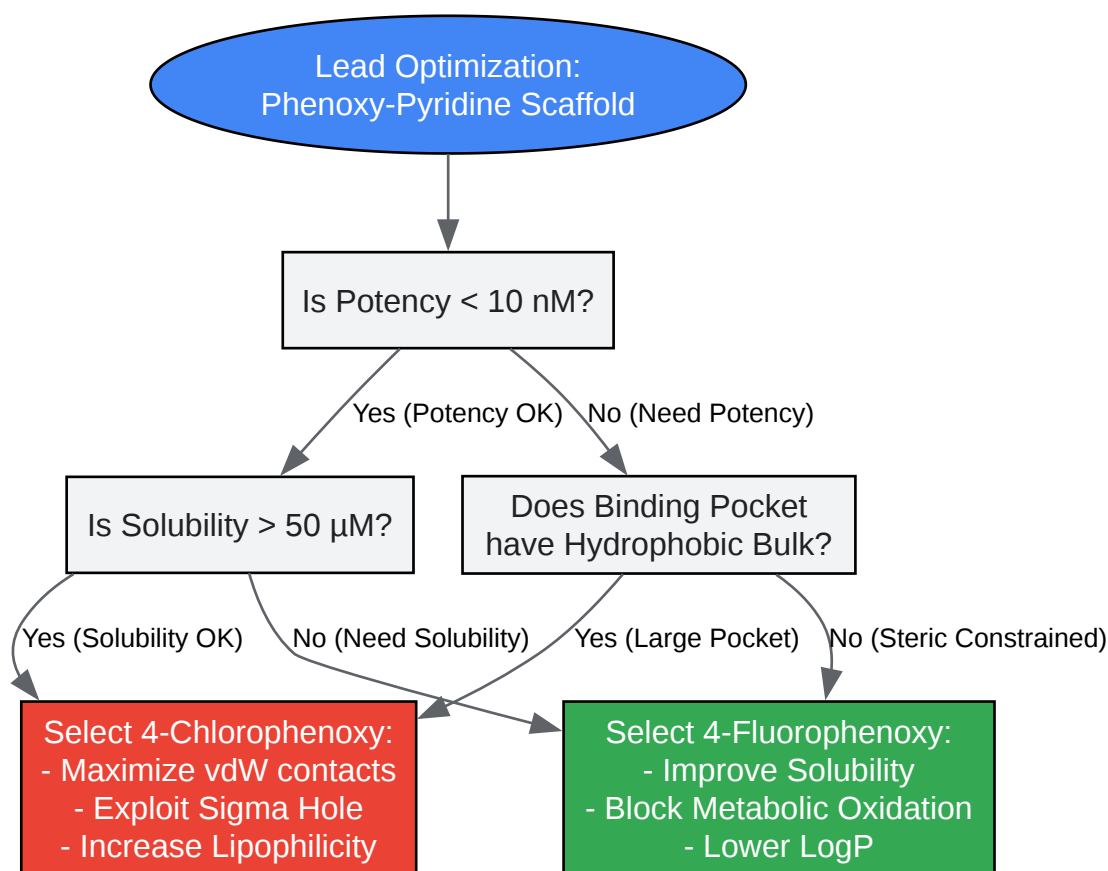 Lead Optimization:
Phenoxy-Pyridine Scaffold
Is Potency < 10 nM?
Yes (Potency OK)
No (Need Potency)
Is Solubility > 50 µM?
Does Binding Pocket
have Hydrophobic Bulk?
Yes (Solubility OK)
No (Need Solubility)
Yes (Large Pocket)
No (Steric Constrained)
Select 4-Chlorophenoxy:
- Maximize vdW contacts
- Exploit Sigma Hole
- Increase Lipophilicity
Select 4-Fluorophenoxy:
- Improve Solubility
- Block Metabolic Oxidation
- Lower LogP